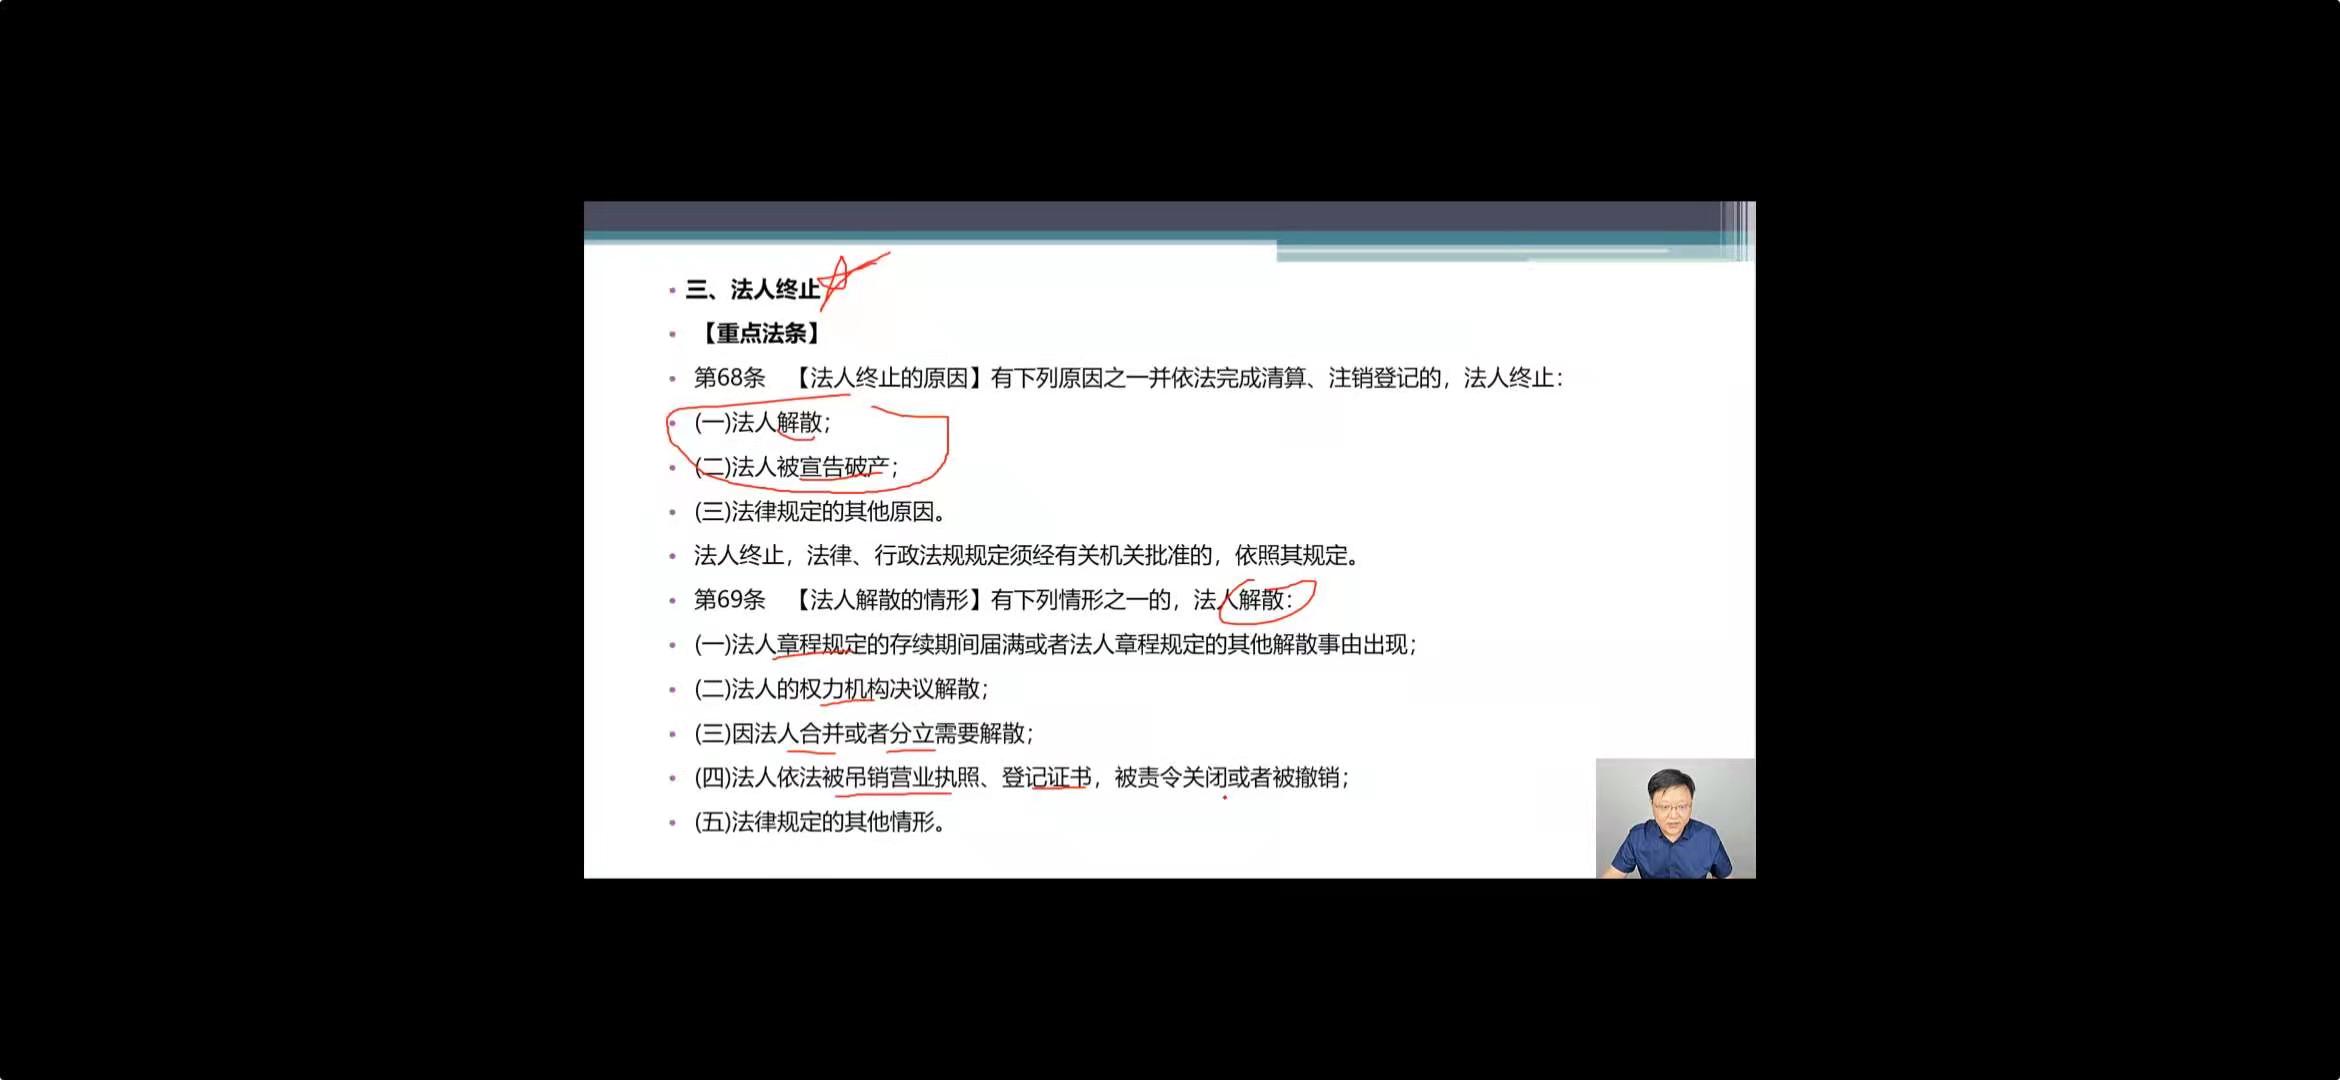 三、法人终止
【重点法条】
第68条 【法人终止的原因】有下列原因之一并依法完成清算、注销登记的，法人终止：
(一)法人解散；
(二)法人被宣告破产；
(三)法律规定的其他原因。
法人终止，法律、行政法规规定须经有关机关批准的，依照其规定。
第69条 【法人解散的情形】有下列情形之一的，法人解散：
(一)法人章程规定的存续期间届满或者法人章程规定的其他解散事由出现；
(二)法人的权力机构决议解散；
(三)因法人合并或者分立需要解散；
(四)法人依法被吊销营业执照、登记证书，被责令关闭或者被撤销；
(五)法律规定的其他情形。